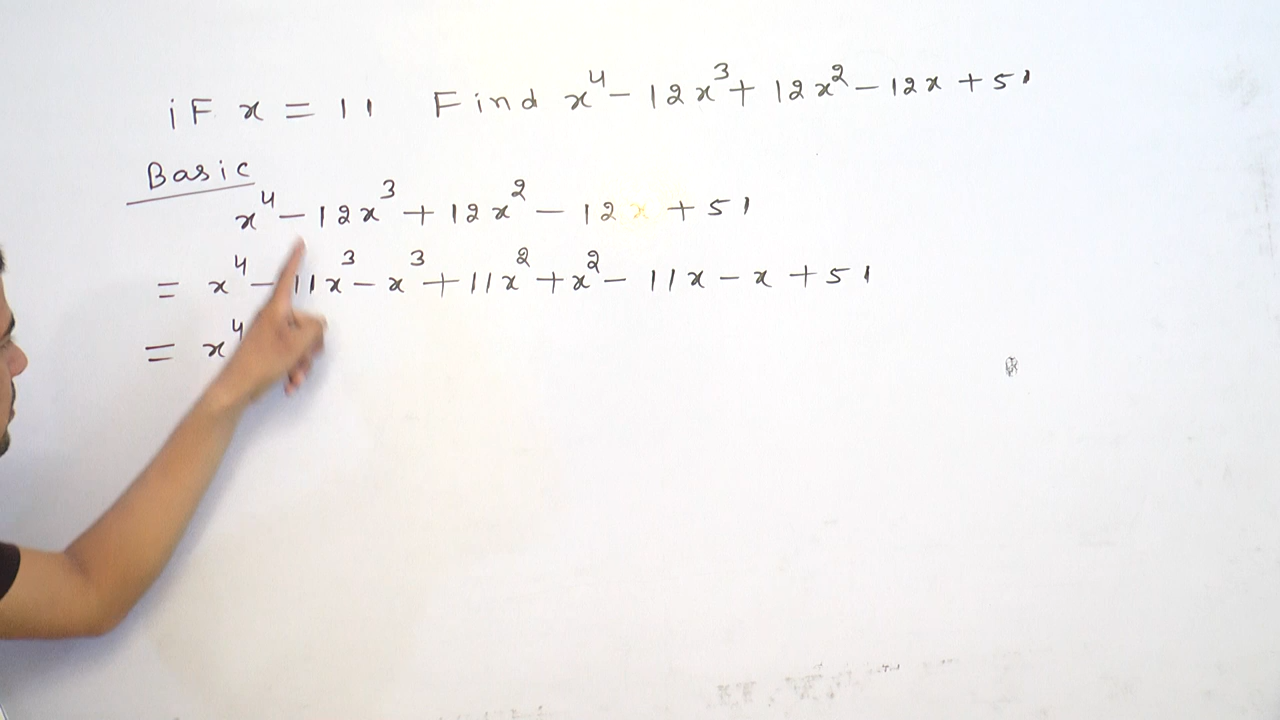 iF x = 11 Find x⁴ - 12x³ + 12x² - 12x + 51
Basic
x⁴ - 12x³ + 12x² - 12x + 51
= x⁴ - 11x³ - x³ + 11x² + x² - 11x - x + 51
= x⁴